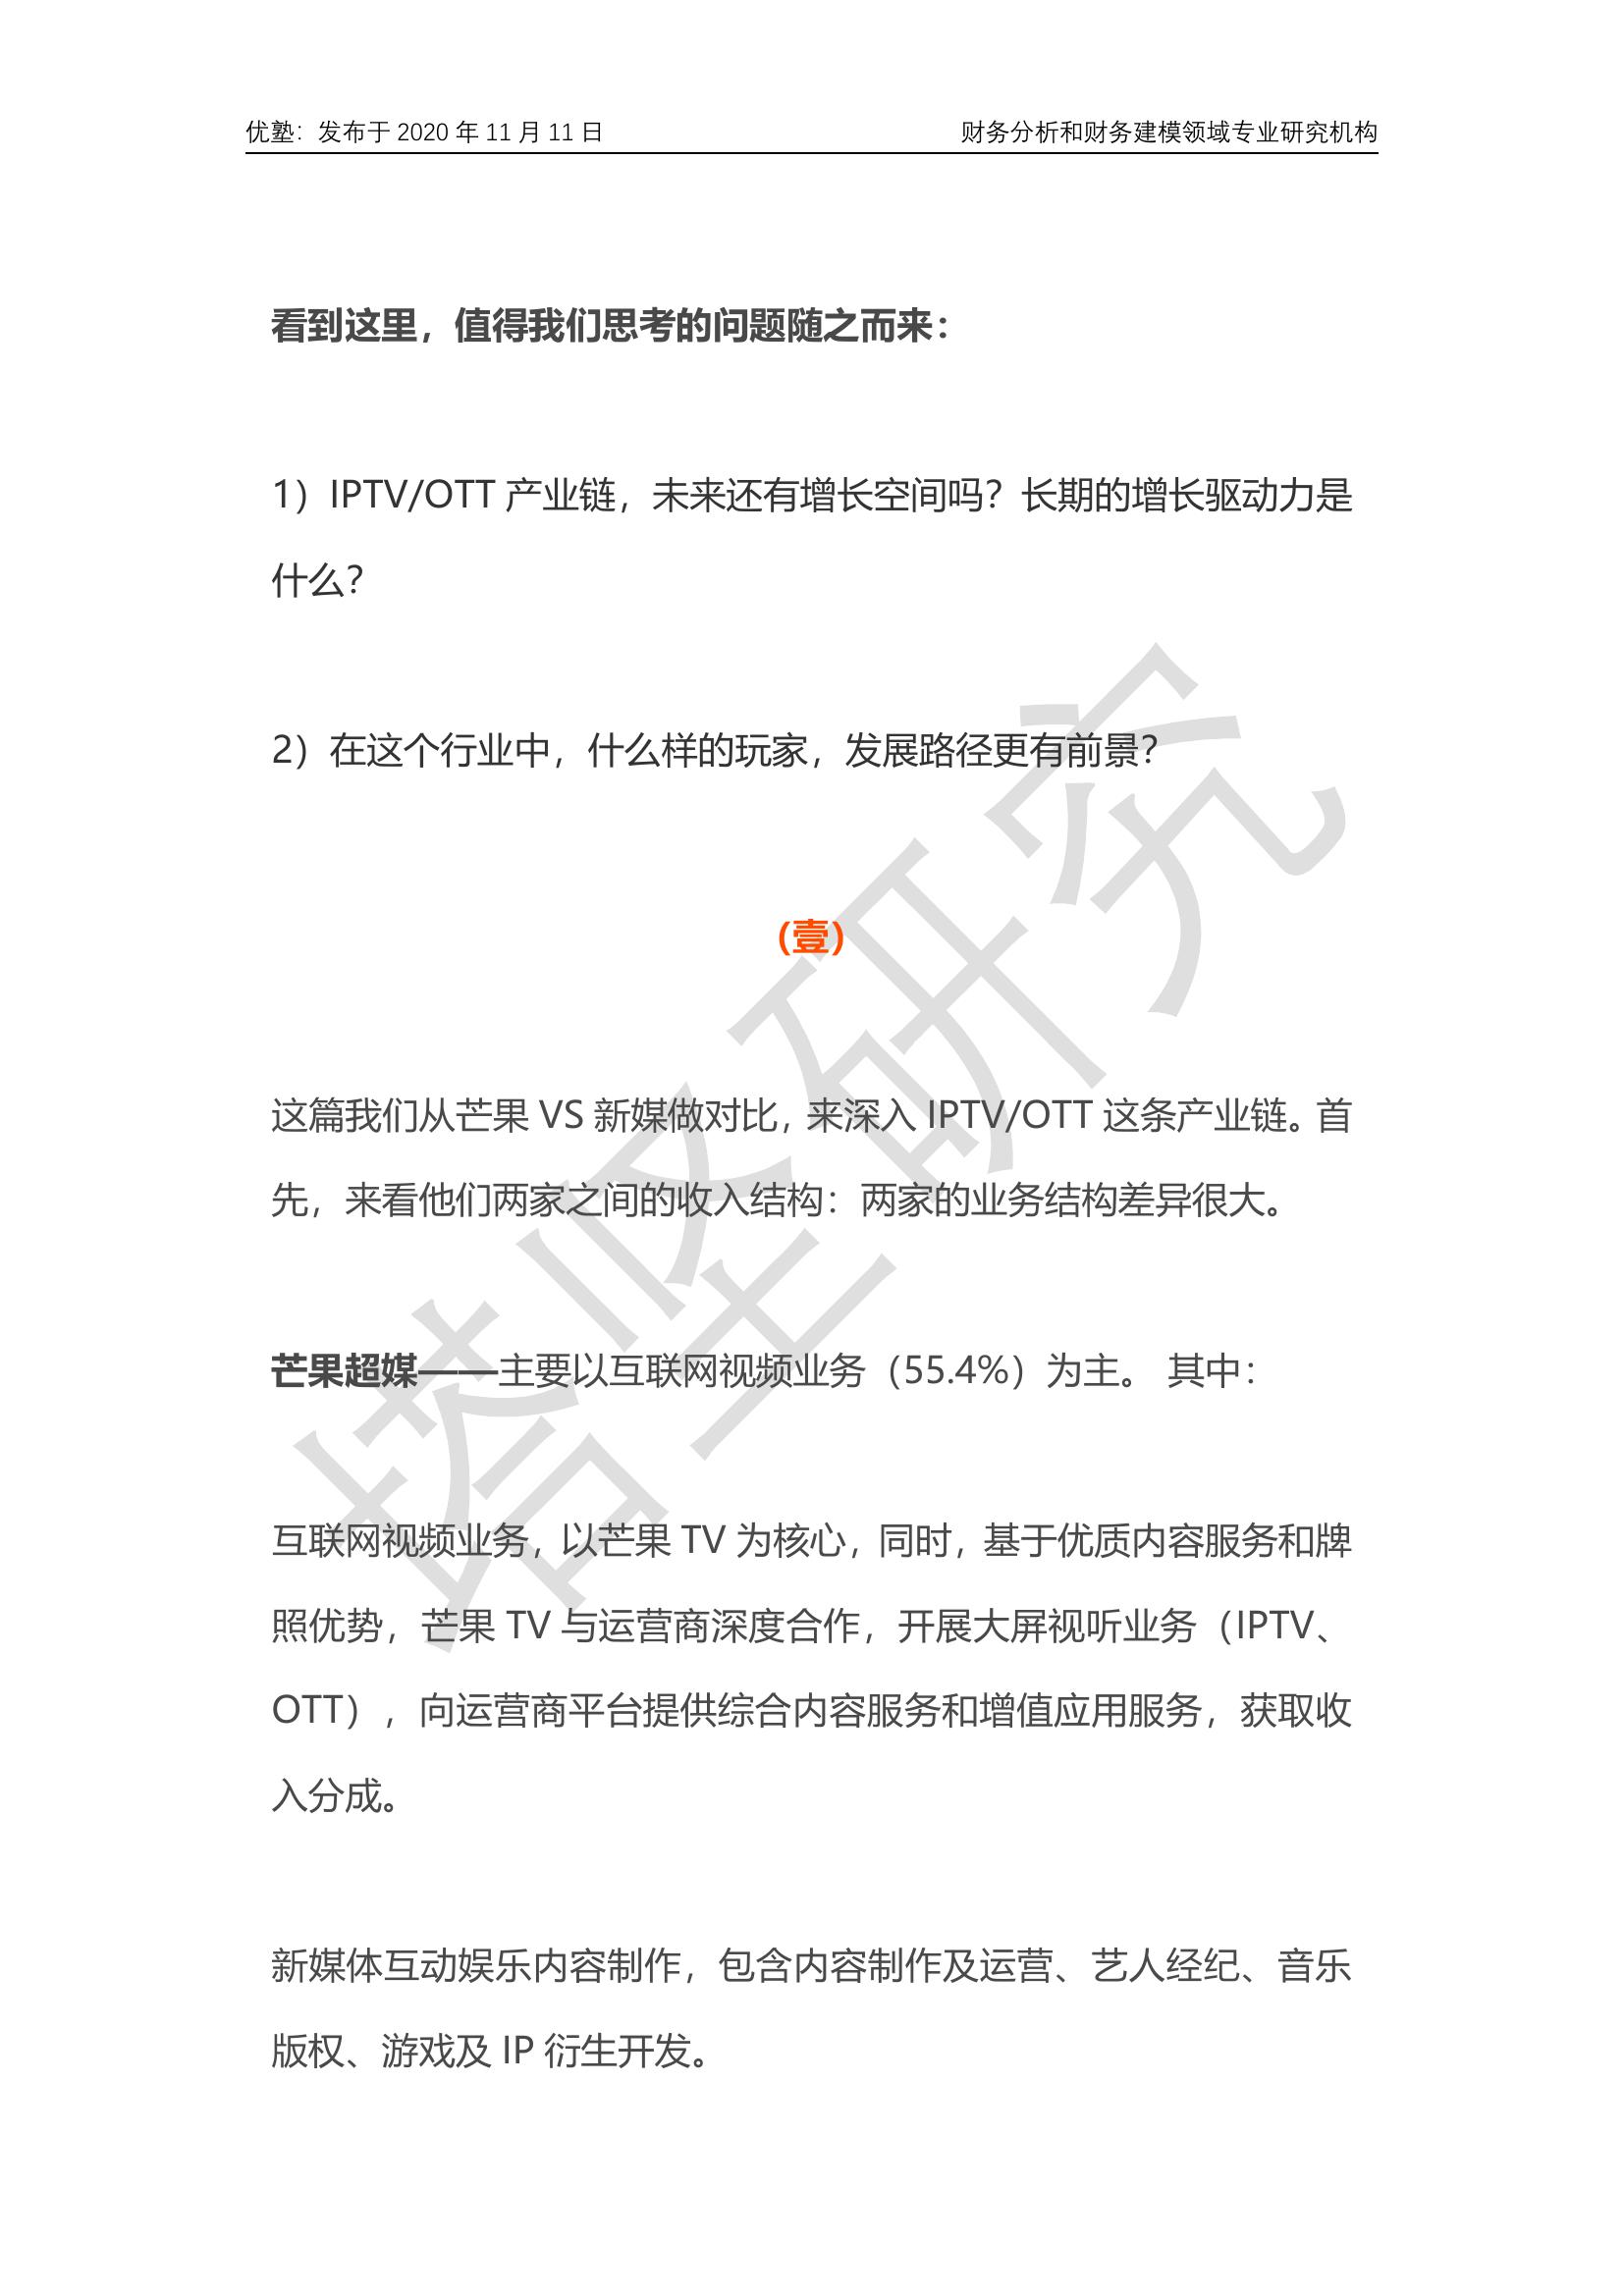 优塾：发布于 2020 年 11 月 11 日 财务分析和财务建模领域专业研究机构
看到这里，值得我们思考的问题随之而来：
1）IPTV/OTT 产业链，未来还有增长空间吗？长期的增长驱动力是
什么？
2）在这个行业中，什么样的玩家，发展路径更有前景？
(壹)
这篇我们从芒果 VS 新媒做对比，来深入 IPTV/OTT 这条产业链。首
先，来看他们两家之间的收入结构：两家的业务结构差异很大。
芒果超媒——主要以互联网视频业务（55.4%）为主。 其中：
互联网视频业务，以芒果 TV 为核心，同时，基于优质内容服务和牌
照优势，芒果 TV 与运营商深度合作，开展大屏视听业务（IPTV、
OTT），向运营商平台提供综合内容服务和增值应用服务，获取收
入分成。
新媒体互动娱乐内容制作，包含内容制作及运营、艺人经纪、音乐
版权、游戏及 IP 衍生开发。
塔坚研究